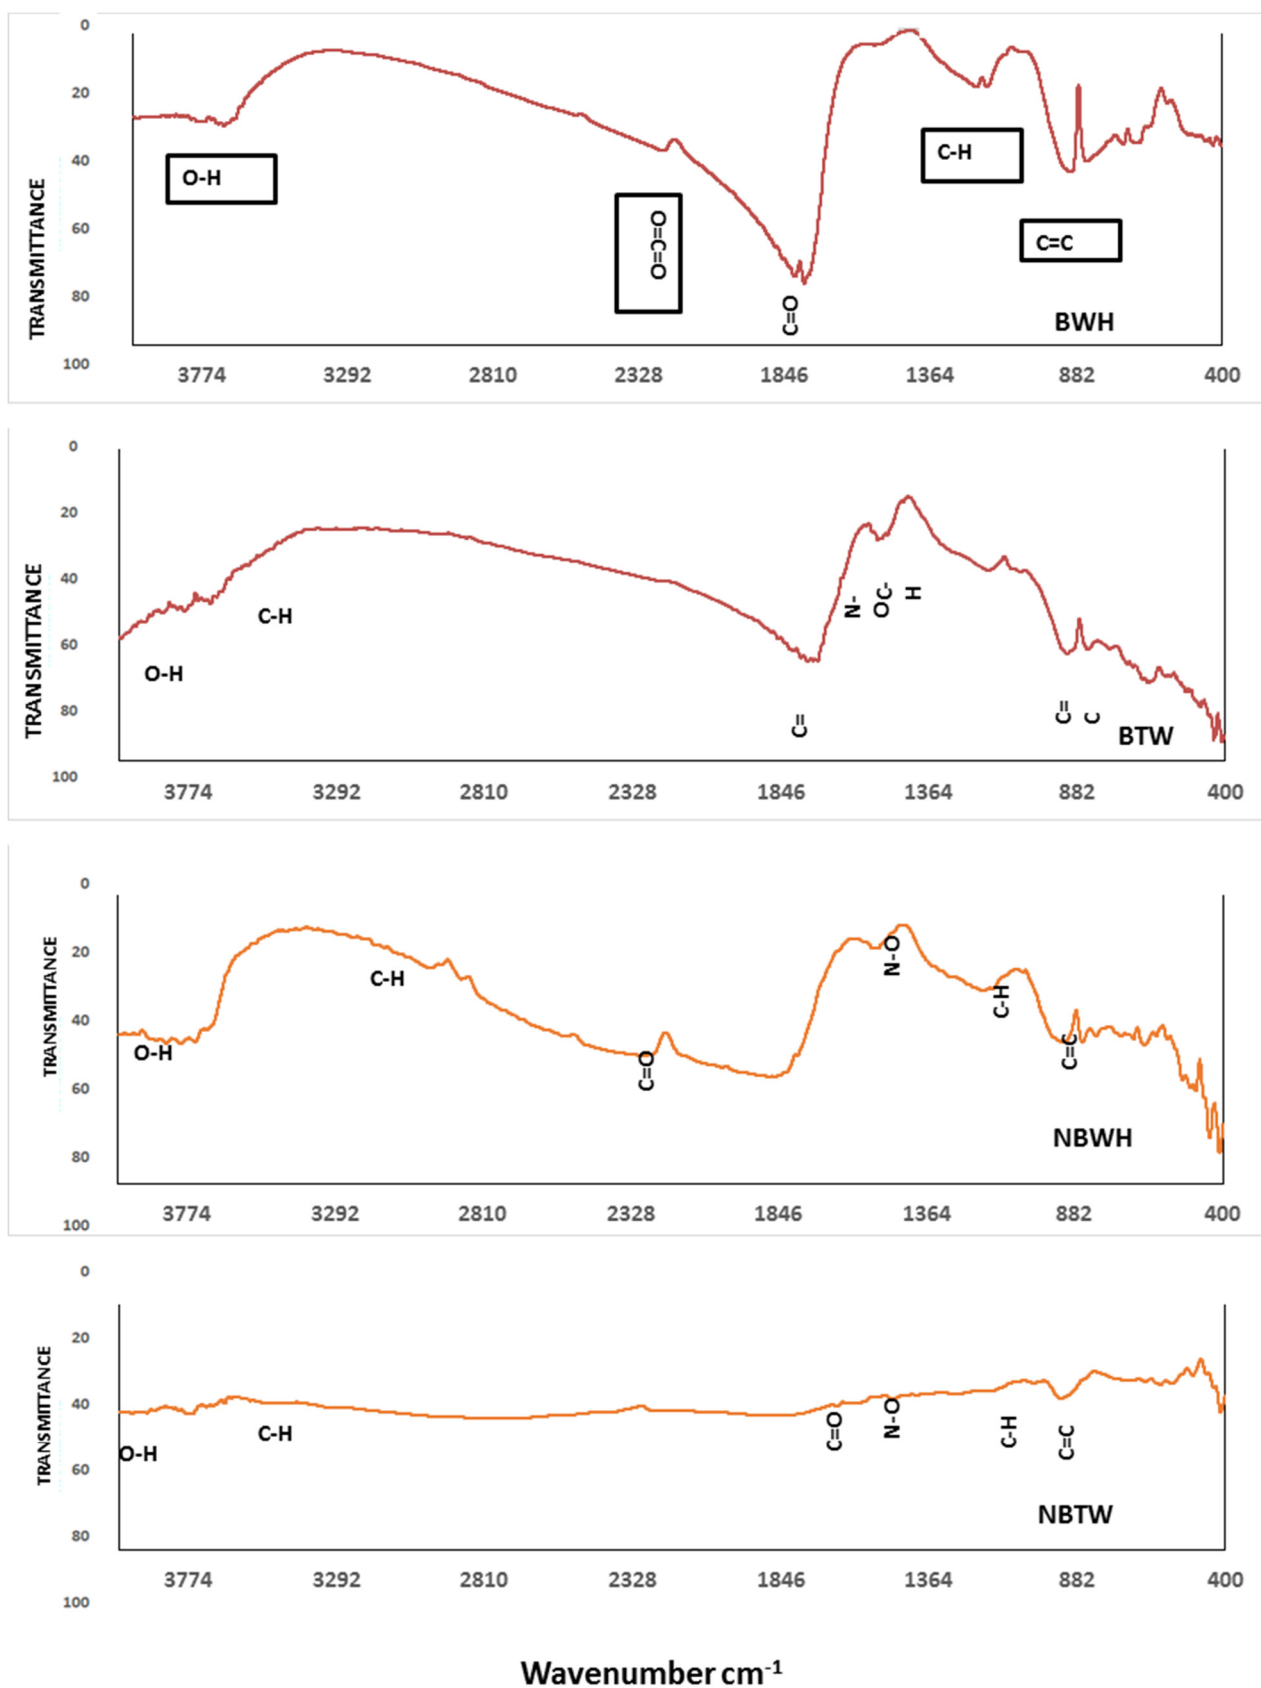 0
20
40
60
80
100
TRANSMITTANCE
O-H
O=C=O
C=O
C-H
C=C
BWH
3774 3292 2810 2328 1846 1364 882 400
0
20
40
60
80
100
TRANSMITTANCE
O-H
C-H
C=
N-
OC-
H
C=
C
BTW
3774 3292 2810 2328 1846 1364 882 400
0
20
40
60
80
100
TRANSMITTANCE
O-H
C-H
C=O
N-O
C-H
C=C
NBWH
3774 3292 2810 2328 1846 1364 882 400
0
20
40
60
80
100
TRANSMITTANCE
O-H
C-H
C=O
N-O
C-H
C=C
NBTW
3774 3292 2810 2328 1846 1364 882 400
Wavenumber cm-1